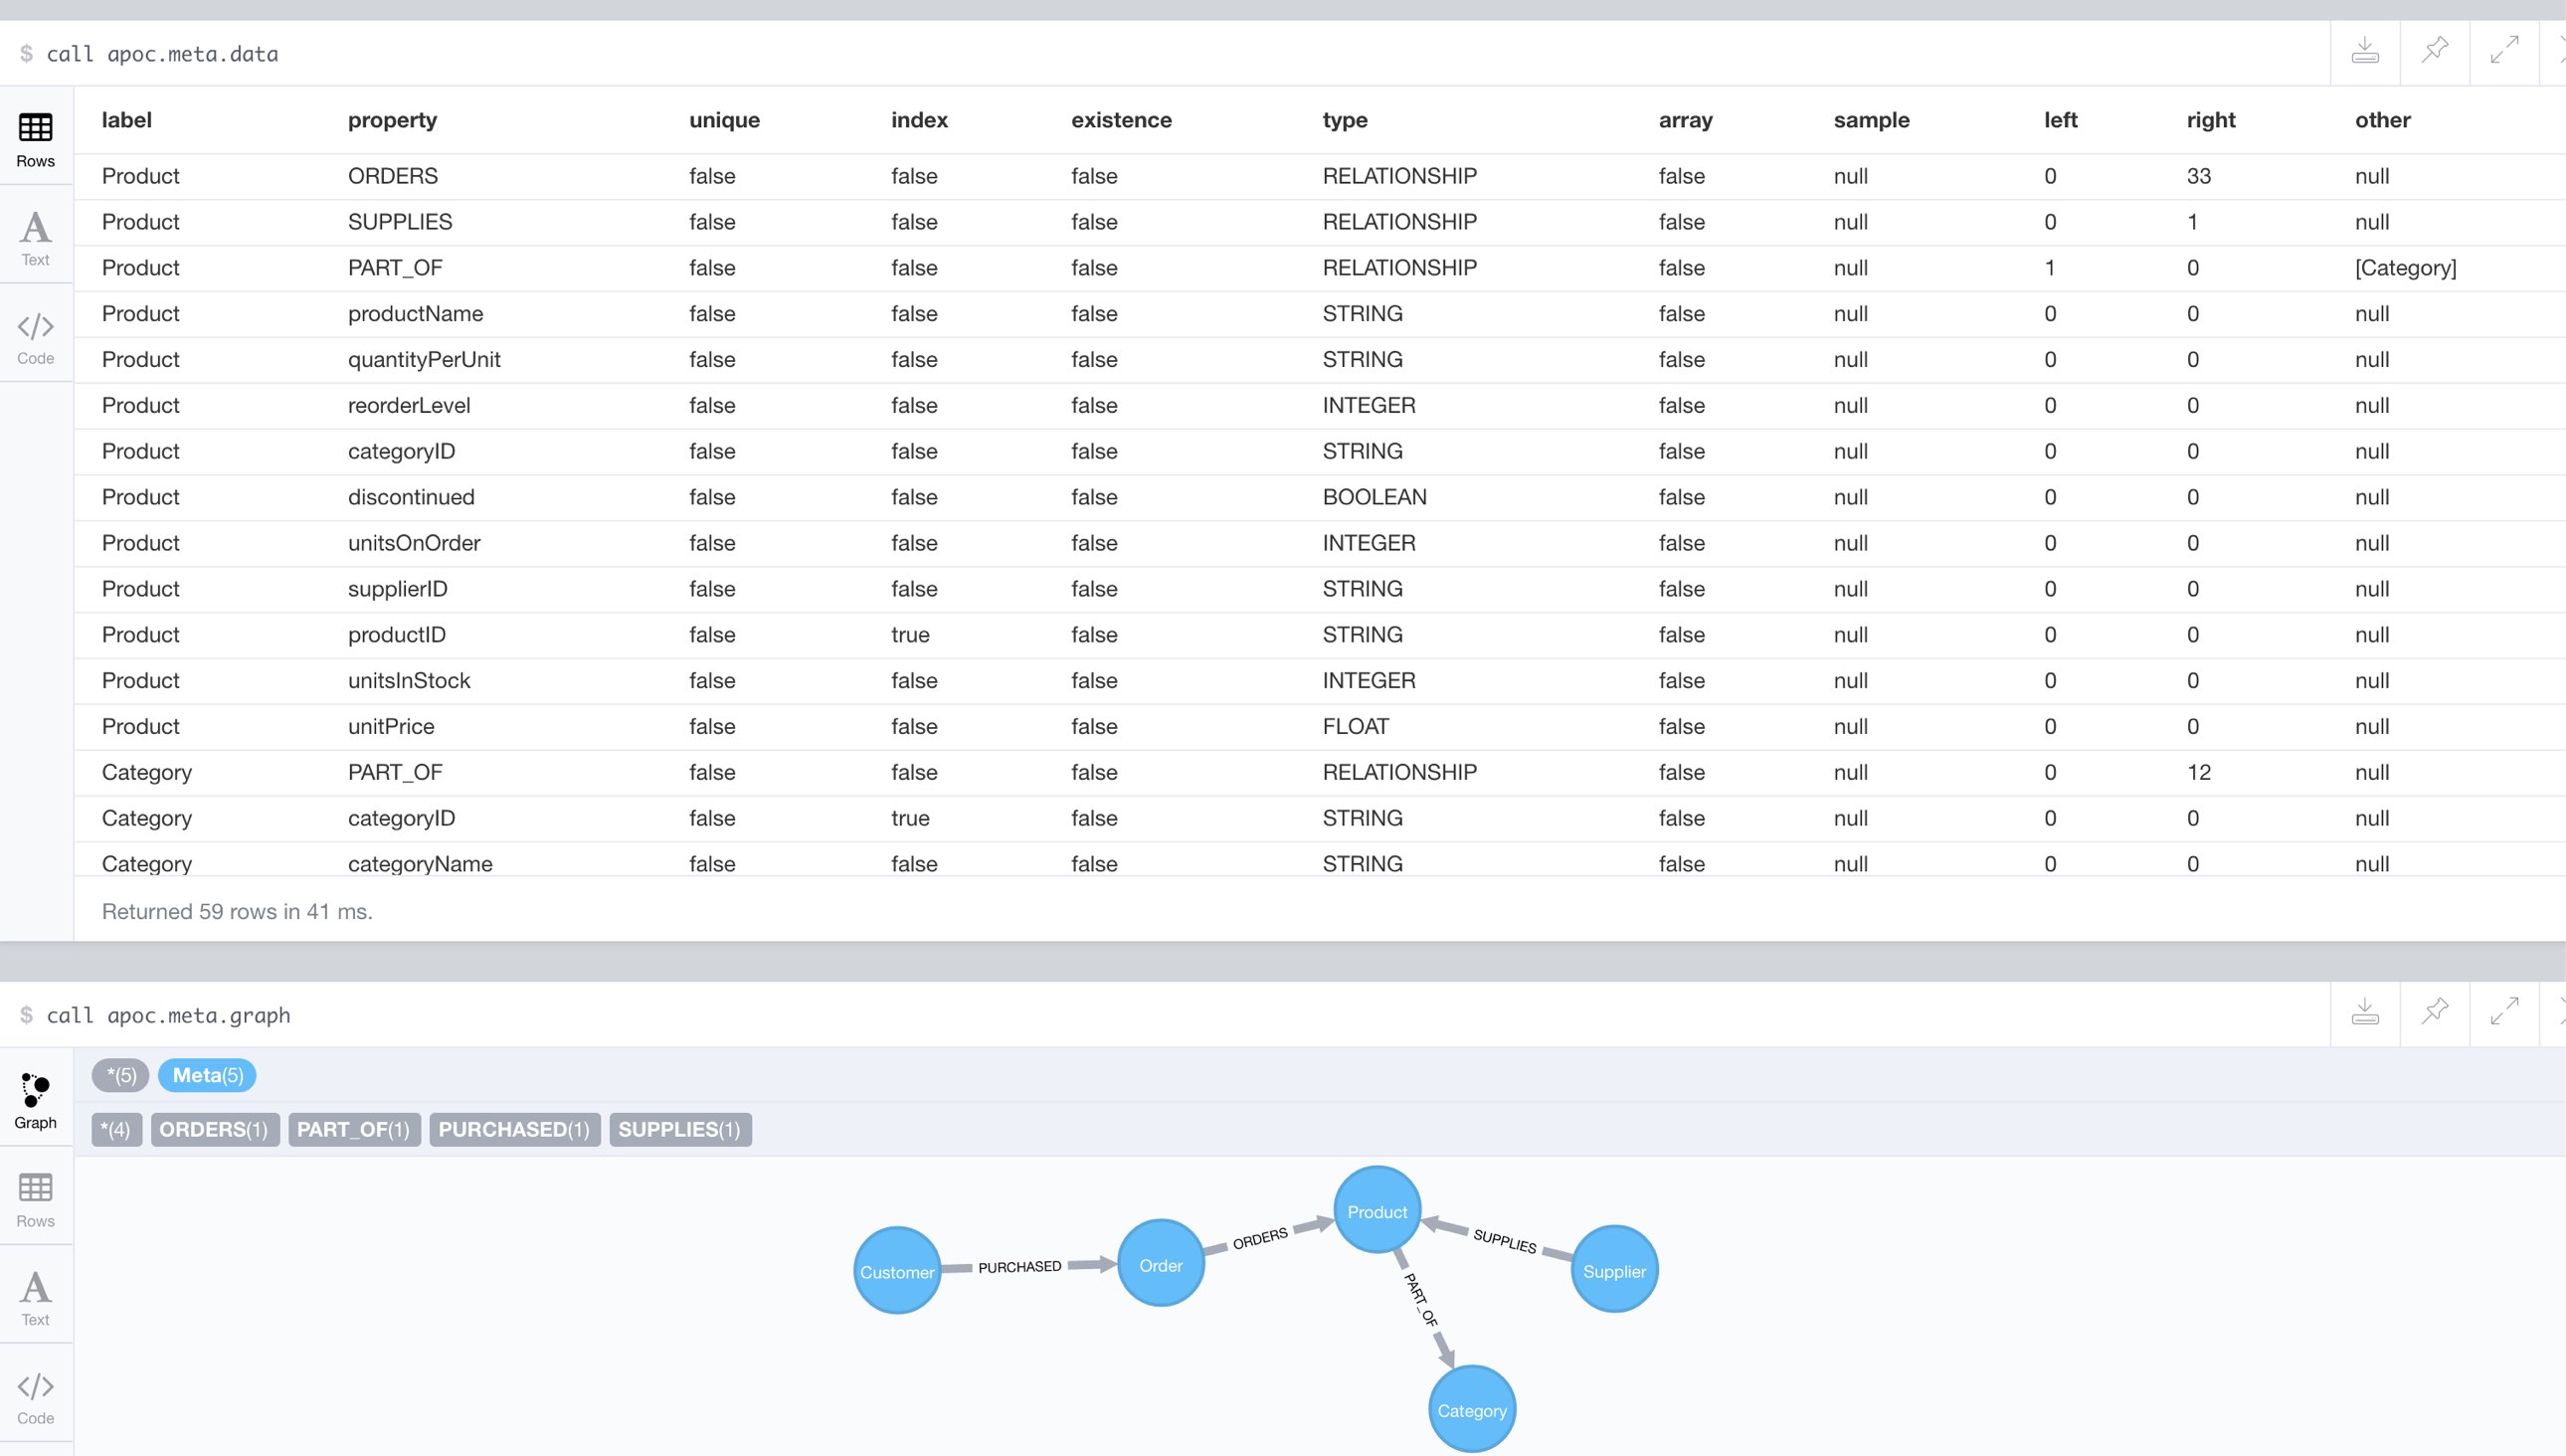 $ call apoc.meta.data
Rows
Text
Code
label property unique index existence type array sample left right other
Product ORDERS false false false RELATIONSHIP false null 0 33 null
Product SUPPLIES false false false RELATIONSHIP false null 0 1 null
Product PART_OF false false false RELATIONSHIP false null 1 0 [Category]
Product productName false false false STRING false null 0 0 null
Product quantityPerUnit false false false STRING false null 0 0 null
Product reorderLevel false false false INTEGER false null 0 0 null
Product categoryID false false false STRING false null 0 0 null
Product discontinued false false false BOOLEAN false null 0 0 null
Product unitsOnOrder false false false INTEGER false null 0 0 null
Product supplierID false false false STRING false null 0 0 null
Product productID false true false STRING false null 0 0 null
Product unitsInStock false false false INTEGER false null 0 0 null
Product unitPrice false false false FLOAT false null 0 0 null
Category PART_OF false false false RELATIONSHIP false null 0 12 null
Category categoryID false true false STRING false null 0 0 null
Category categoryName false false false STRING false null 0 0 null
Returned 59 rows in 41 ms.
$ call apoc.meta.graph
Graph
Rows
Text
Code
*(5) Meta(5)
*(4) ORDERS(1) PART_OF(1) PURCHASED(1) SUPPLIES(1)
Customer
PURCHASED
Order
ORDERS
Product
SUPPLIES
Supplier
PART_OF
Category